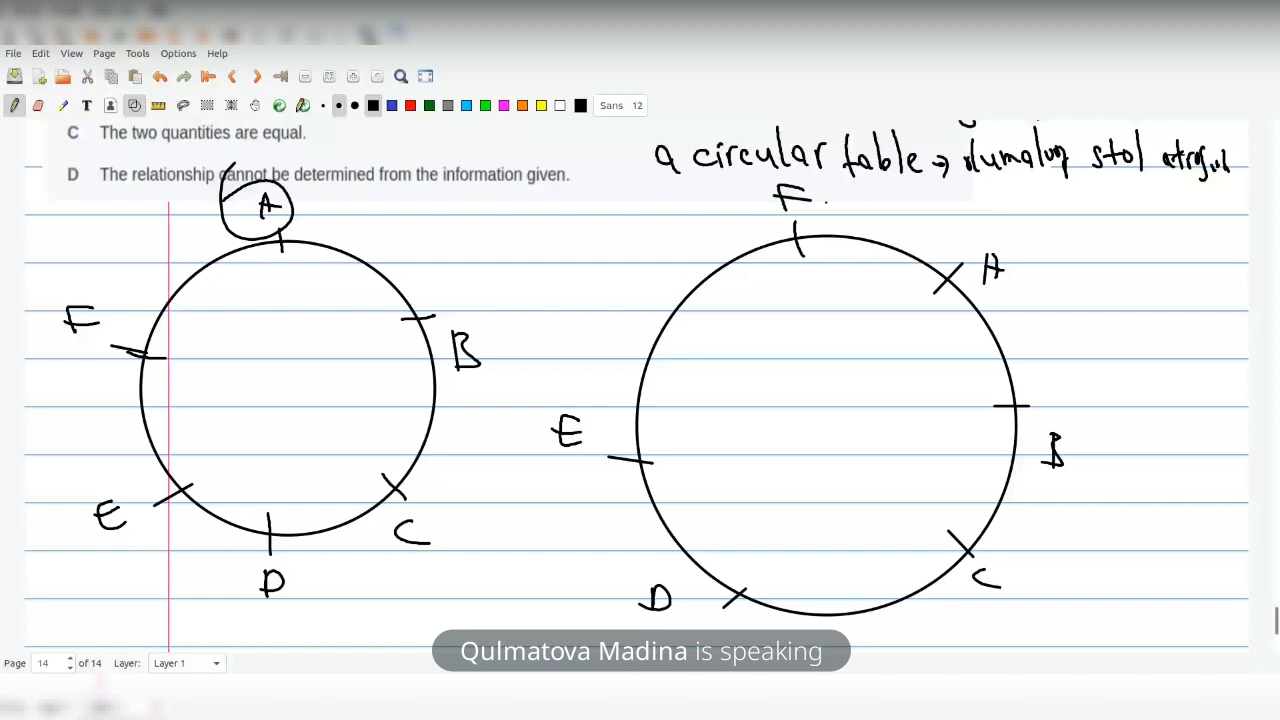 File Edit View Page Tools Options Help
Sans 12
C The two quantities are equal.
D The relationship cannot be determined from the information given.
a circular table → stol
A
F
B
E
C
D
F
A
E
B
C
D
Qulmatova Madina is speaking
Page 14 of 14 Layer: Layer 1